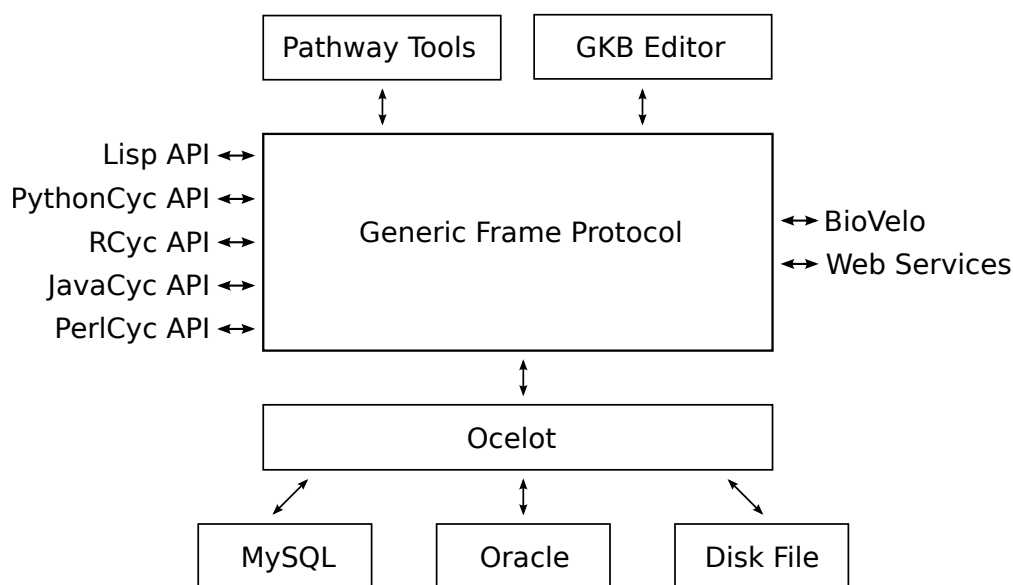 Pathway Tools
GKB Editor
Lisp API
PythonCyc API
RCyc API
JavaCyc API
PerlCyc API
Generic Frame Protocol
BioVelo
Web Services
Ocelot
MySQL
Oracle
Disk File